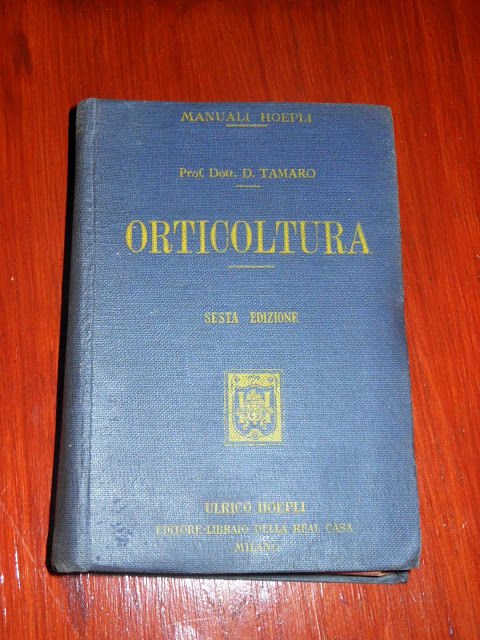 MANUALI HOEPLI
Prof. Dott. D. TAMARO
ORTICOLTURA
SESTA EDIZIONE
ULRICO HOEPLI
EDITORE-LIBRAIO DELLA REAL CASA
MILANO